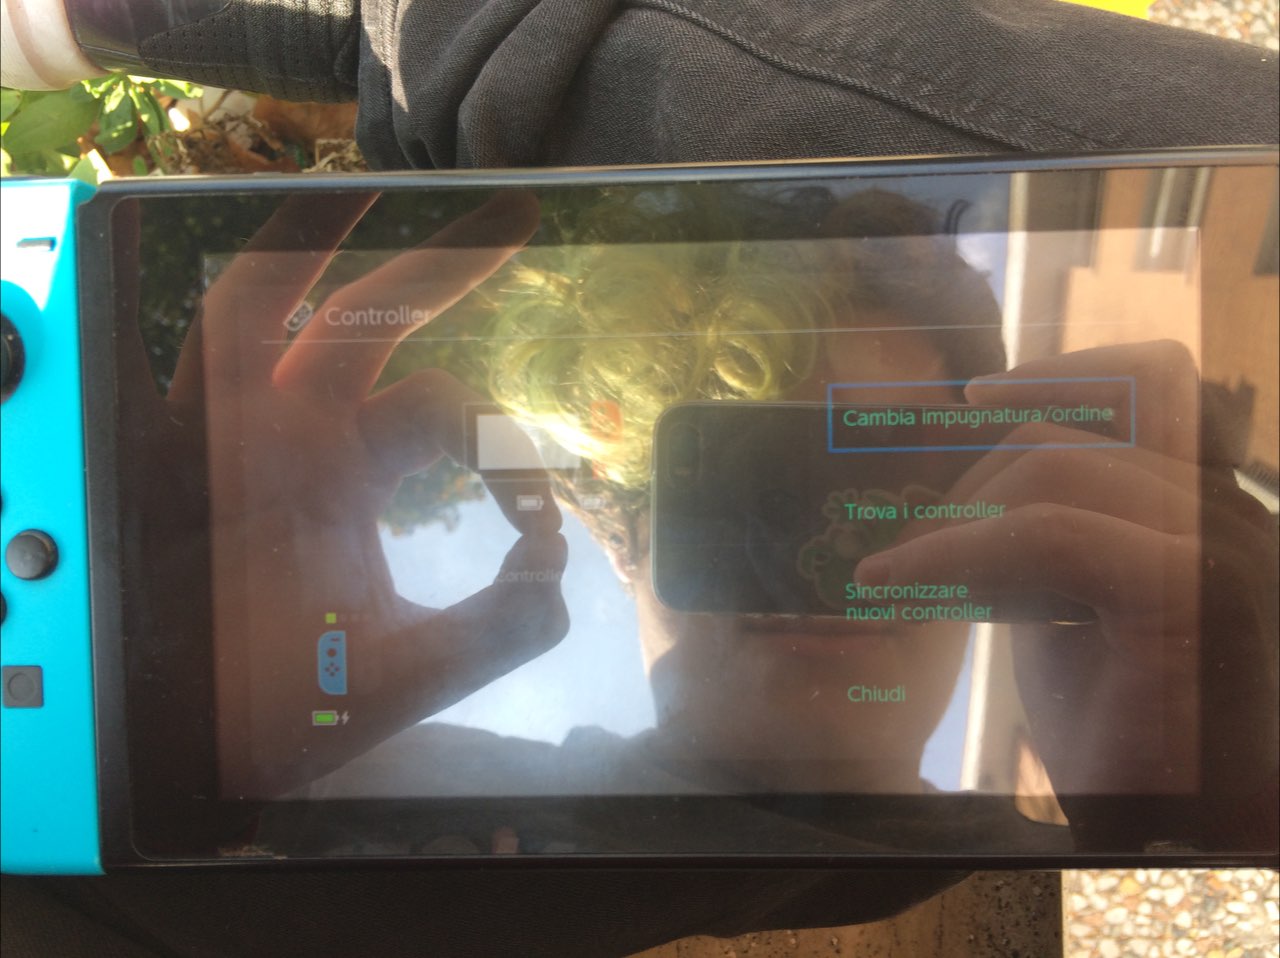 Controller
Cambia impugnatura/ordine
Trova i controller
Sincronizzare
nuovi controller
Chiudi